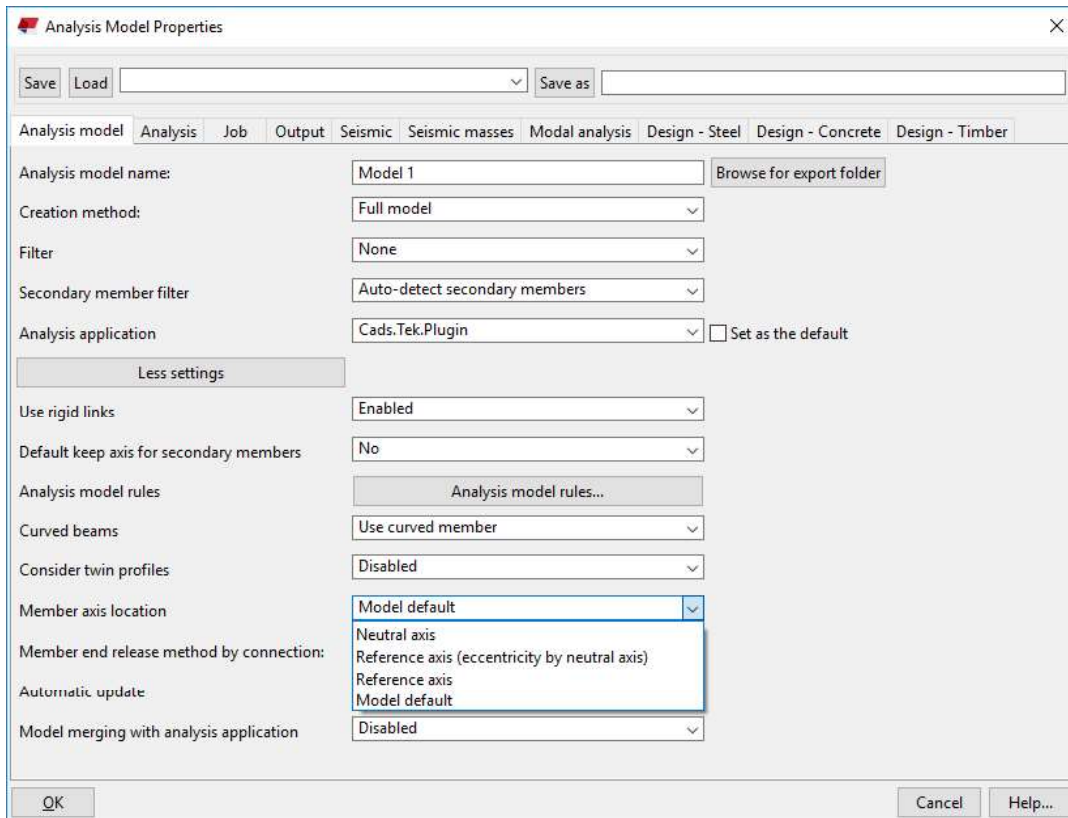 Analysis Model Properties
Save Load Save as
Analysis model Analysis Job Output Seismic Seismic masses Modal analysis Design - Steel Design - Concrete Design - Timber
Analysis model name: Model 1 Browse for export folder
Creation method: Full model
Filter None
Secondary member filter Auto-detect secondary members
Analysis application Cads.Tek.Plugin Set as the default
Less settings
Use rigid links Enabled
Default keep axis for secondary members No
Analysis model rules Analysis model rules...
Curved beams Use curved member
Consider twin profiles Disabled
Member axis location Model default
Neutral axis
Member end release method by connection: Reference axis (eccentricity by neutral axis)
Reference axis
Automatic update
Model default
Model merging with analysis application Disabled
OK Cancel Help...